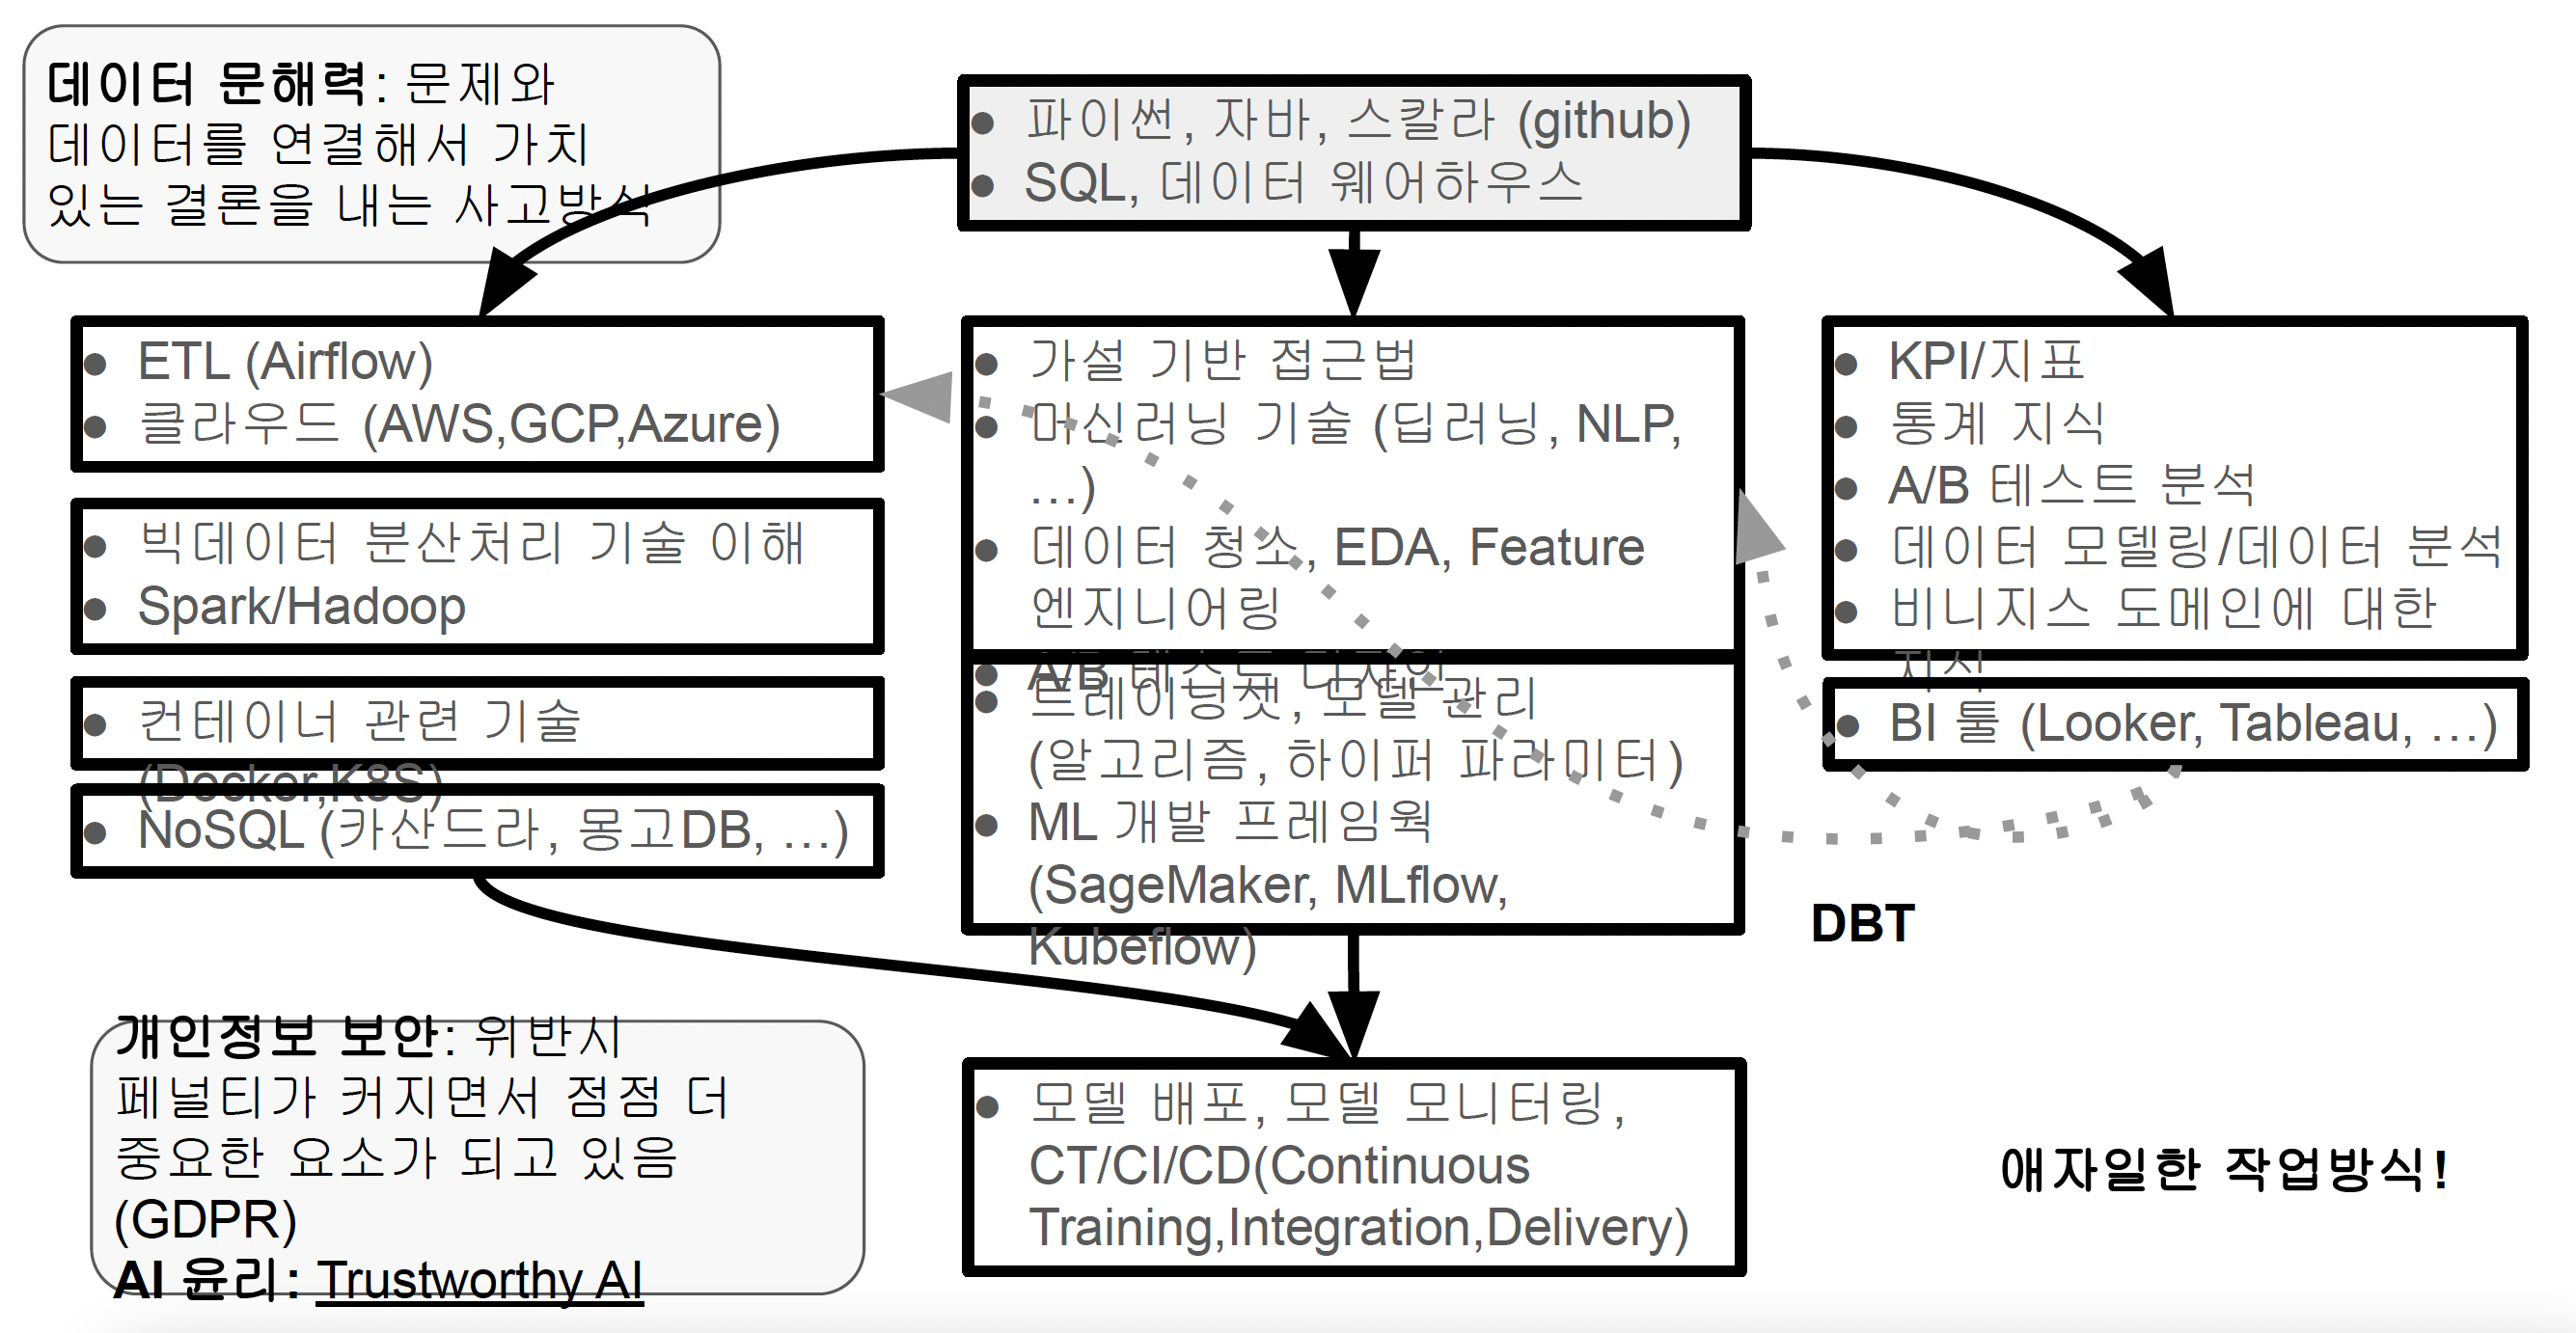 데이터 문해력: 문제와
데이터를 연결해서 가치
있는 결론을 내는 사고방식
파이썬, 자바, 스칼라 (github)
SQL, 데이터 웨어하우스
ETL (Airflow)
클라우드 (AWS,GCP,Azure)
빅데이터 분산처리 기술 이해
Spark/Hadoop
컨테이너 관련 기술
(Docker,K8S)
NoSQL (카산드라, 몽고DB, …)
가설 기반 접근법
머신러닝 기술 (딥러닝, NLP,
…)
데이터 청소, EDA, Feature
엔지니어링
A/B 테스트 디자인
트레이닝셋, 모델 관리
(알고리즘, 하이퍼 파라미터)
ML 개발 프레임웍
(SageMaker, MLflow,
Kubeflow)
KPI/지표
통계 지식
A/B 테스트 분석
데이터 모델링/데이터 분석
비니지스 도메인에 대한
지식
BI 툴 (Looker, Tableau, …)
DBT
개인정보 보안: 위반시
페널티가 커지면서 점점 더
중요한 요소가 되고 있음
(GDPR)
AI 윤리: Trustworthy AI
모델 배포, 모델 모니터링,
CT/CI/CD(Continuous
Training,Integration,Delivery)
애자일한 작업방식!